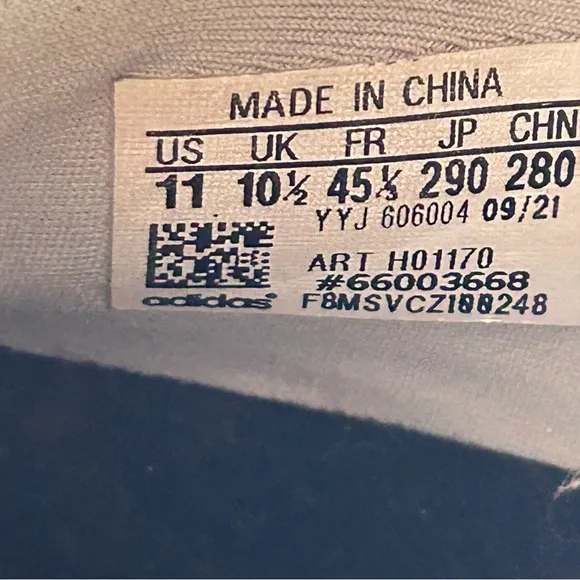 MADE IN CHINA
US UK FR JP CHN
11 10½ 45⅓ 290 280
YYJ 606004 09/21
ART H01170
#66003668
adidas F8MSVCZ100248